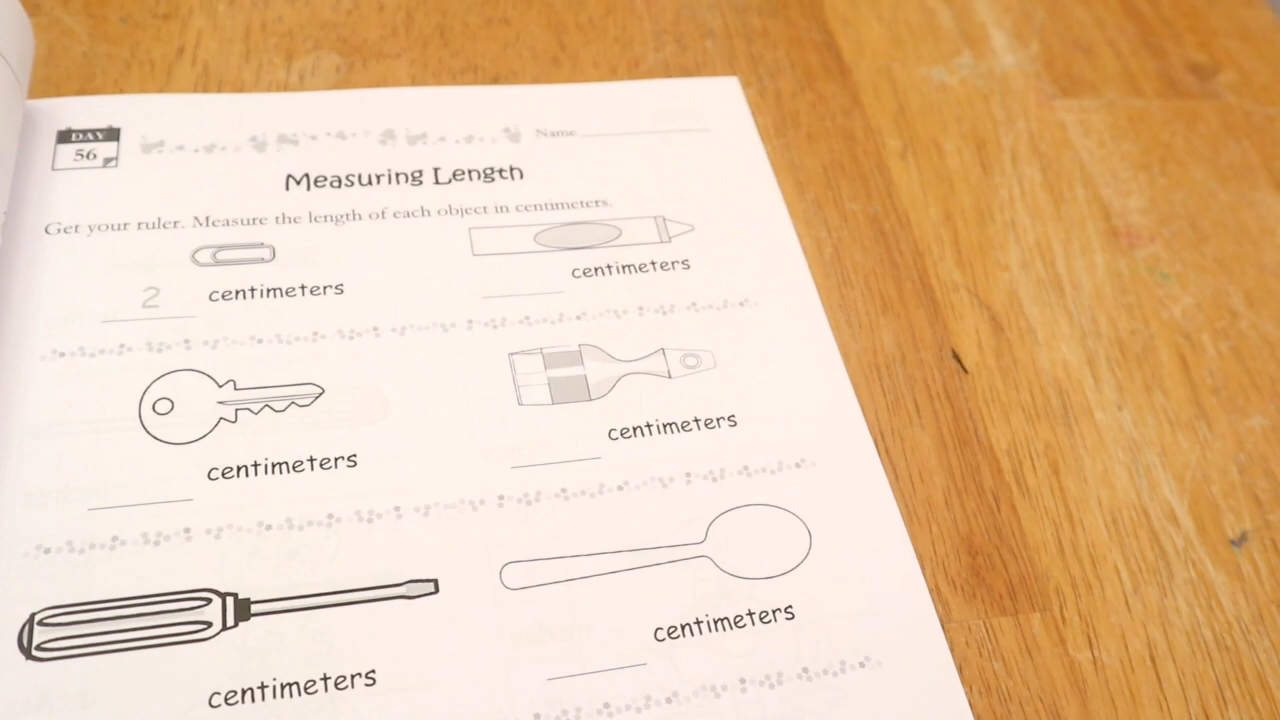 DAY
56
Name
Measuring Length
Get your ruler. Measure the length of each object in centimeters.
2 centimeters
centimeters
centimeters
centimeters
centimeters
centimeters